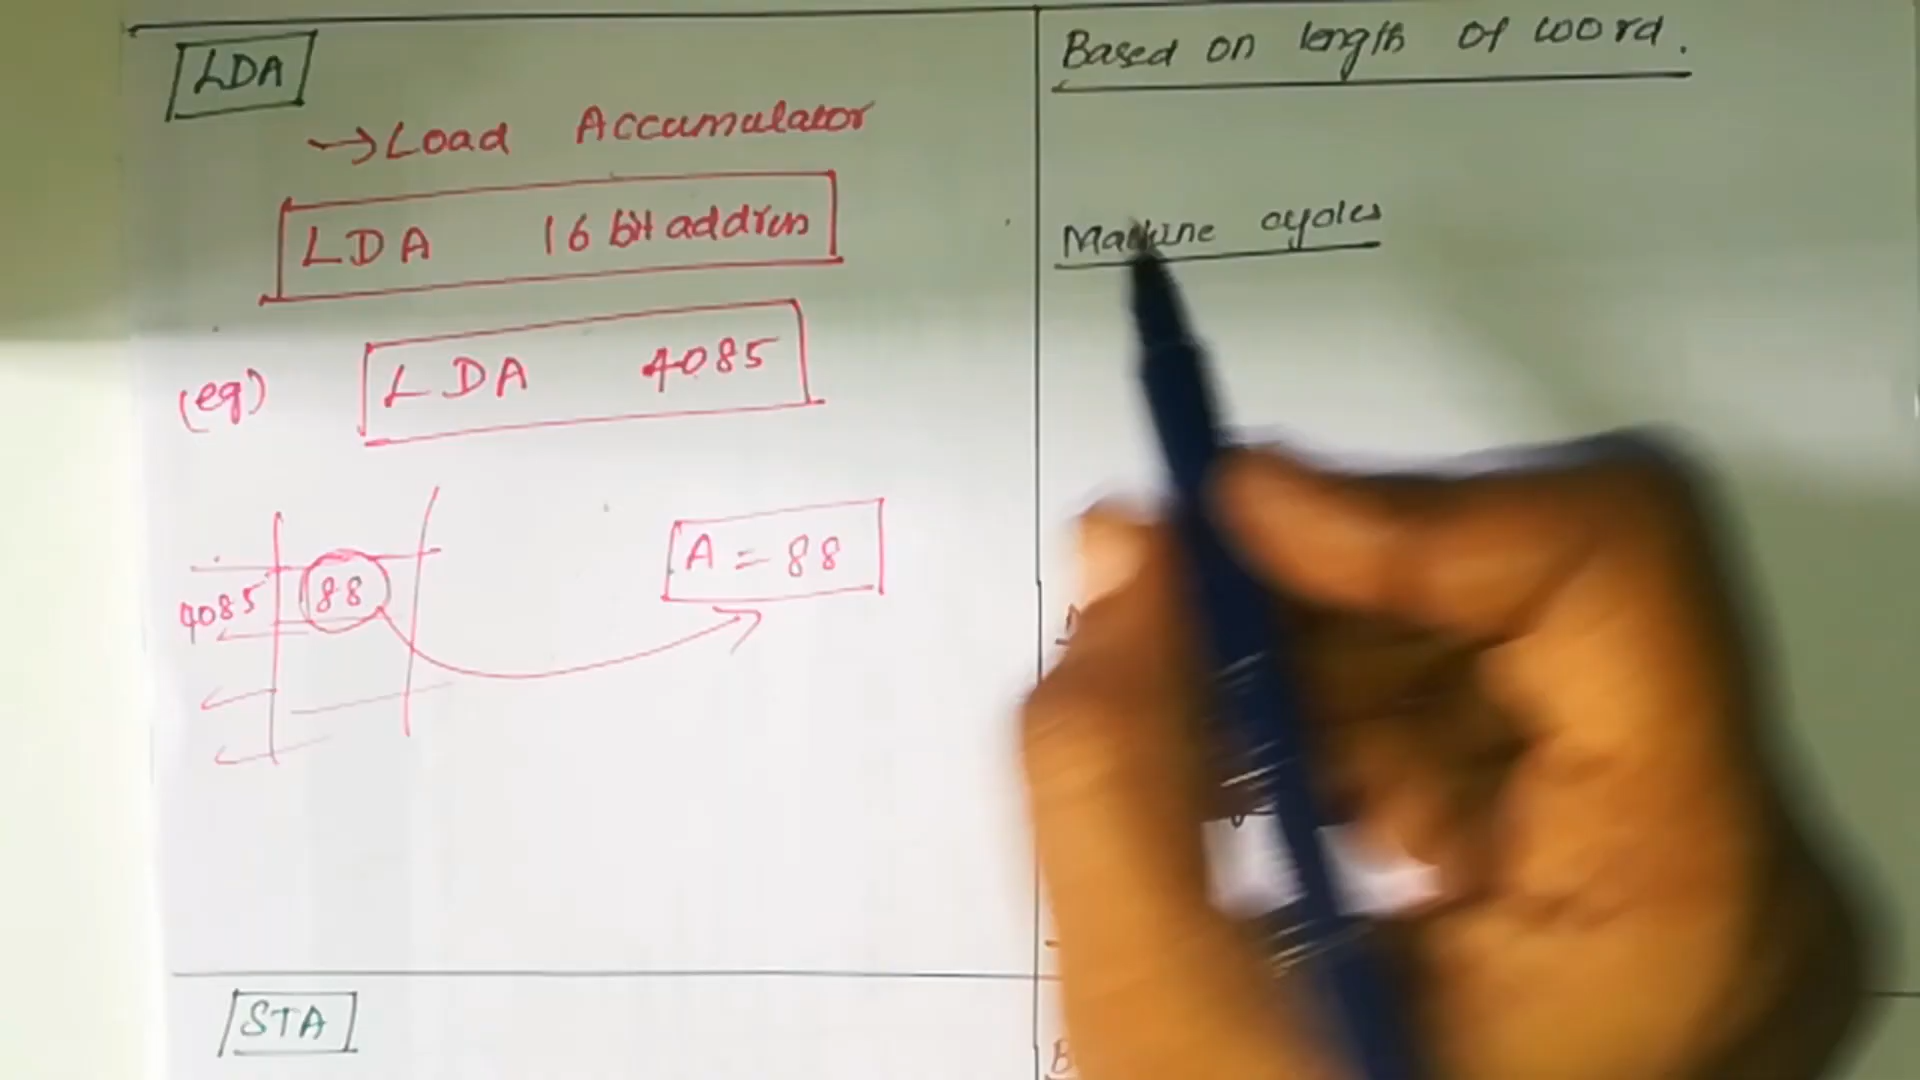 LDA
→ Load Accumulator
LDA 16 bit address
(eg) LDA 4085
4085 88
A = 88
STA
Based on length of word.
Machine cycles
B